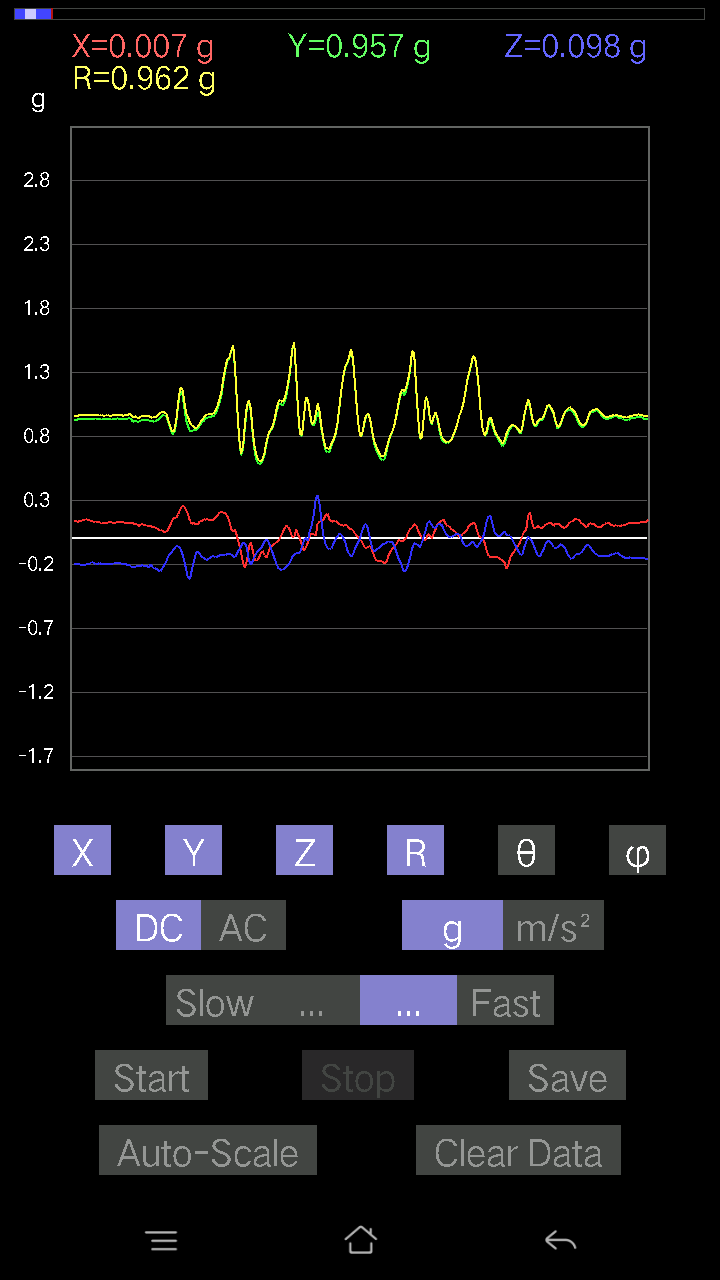 X=0.007 g Y=0.957 g Z=0.098 g
R=0.962 g
g
2.8
2.3
1.8
1.3
0.8
0.3
-0.2
-0.7
-1.2
-1.7
X Y Z R θ φ
DC AC g m/s²
Slow ... ... Fast
Start Stop Save
Auto-Scale Clear Data